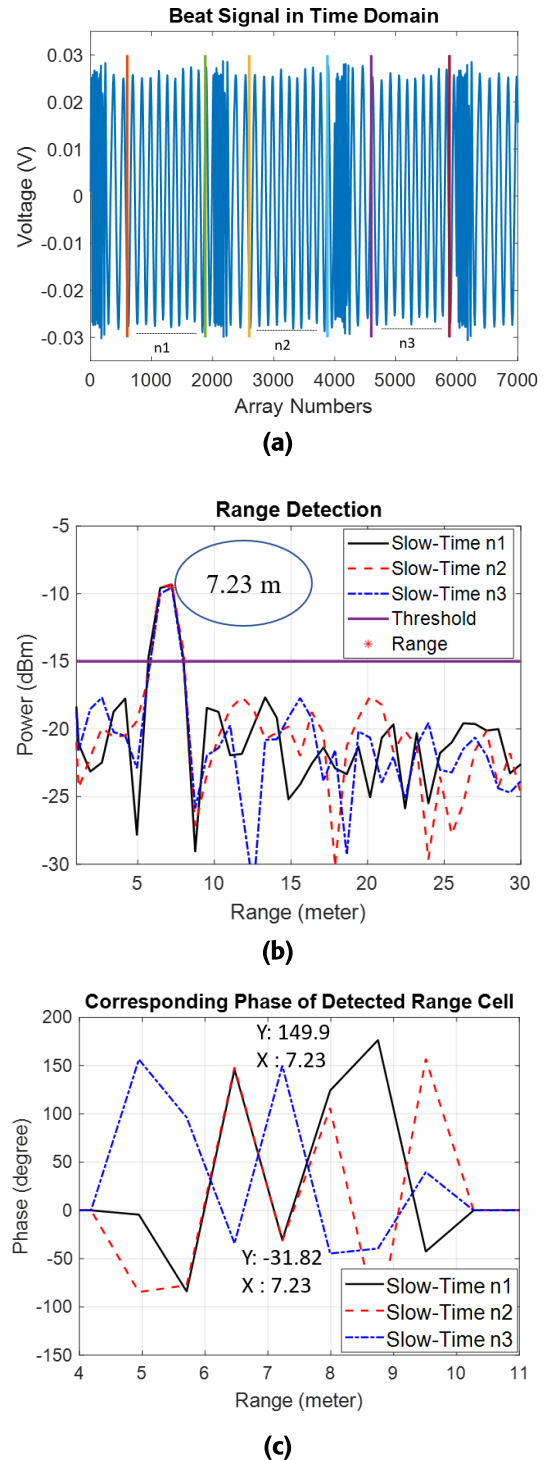 Beat Signal in Time Domain
0.03
0.02
0.01
0
-0.01
-0.02
-0.03
Voltage (V)
n1
n2
n3
0 1000 2000 3000 4000 5000 6000 7000
Array Numbers
(a)
Range Detection
-5
-10
-15
-20
-25
-30
Power (dBm)
7.23 m
Slow-Time n1
Slow-Time n2
Slow-Time n3
Threshold
Range
5 10 15 20 25 30
Range (meter)
(b)
Corresponding Phase of Detected Range Cell
200
150
100
50
0
-50
-100
-150
Phase (degree)
Y: 149.9
X : 7.23
Y: -31.82
X : 7.23
Slow-Time n1
Slow-Time n2
Slow-Time n3
4 5 6 7 8 9 10 11
Range (meter)
(c)